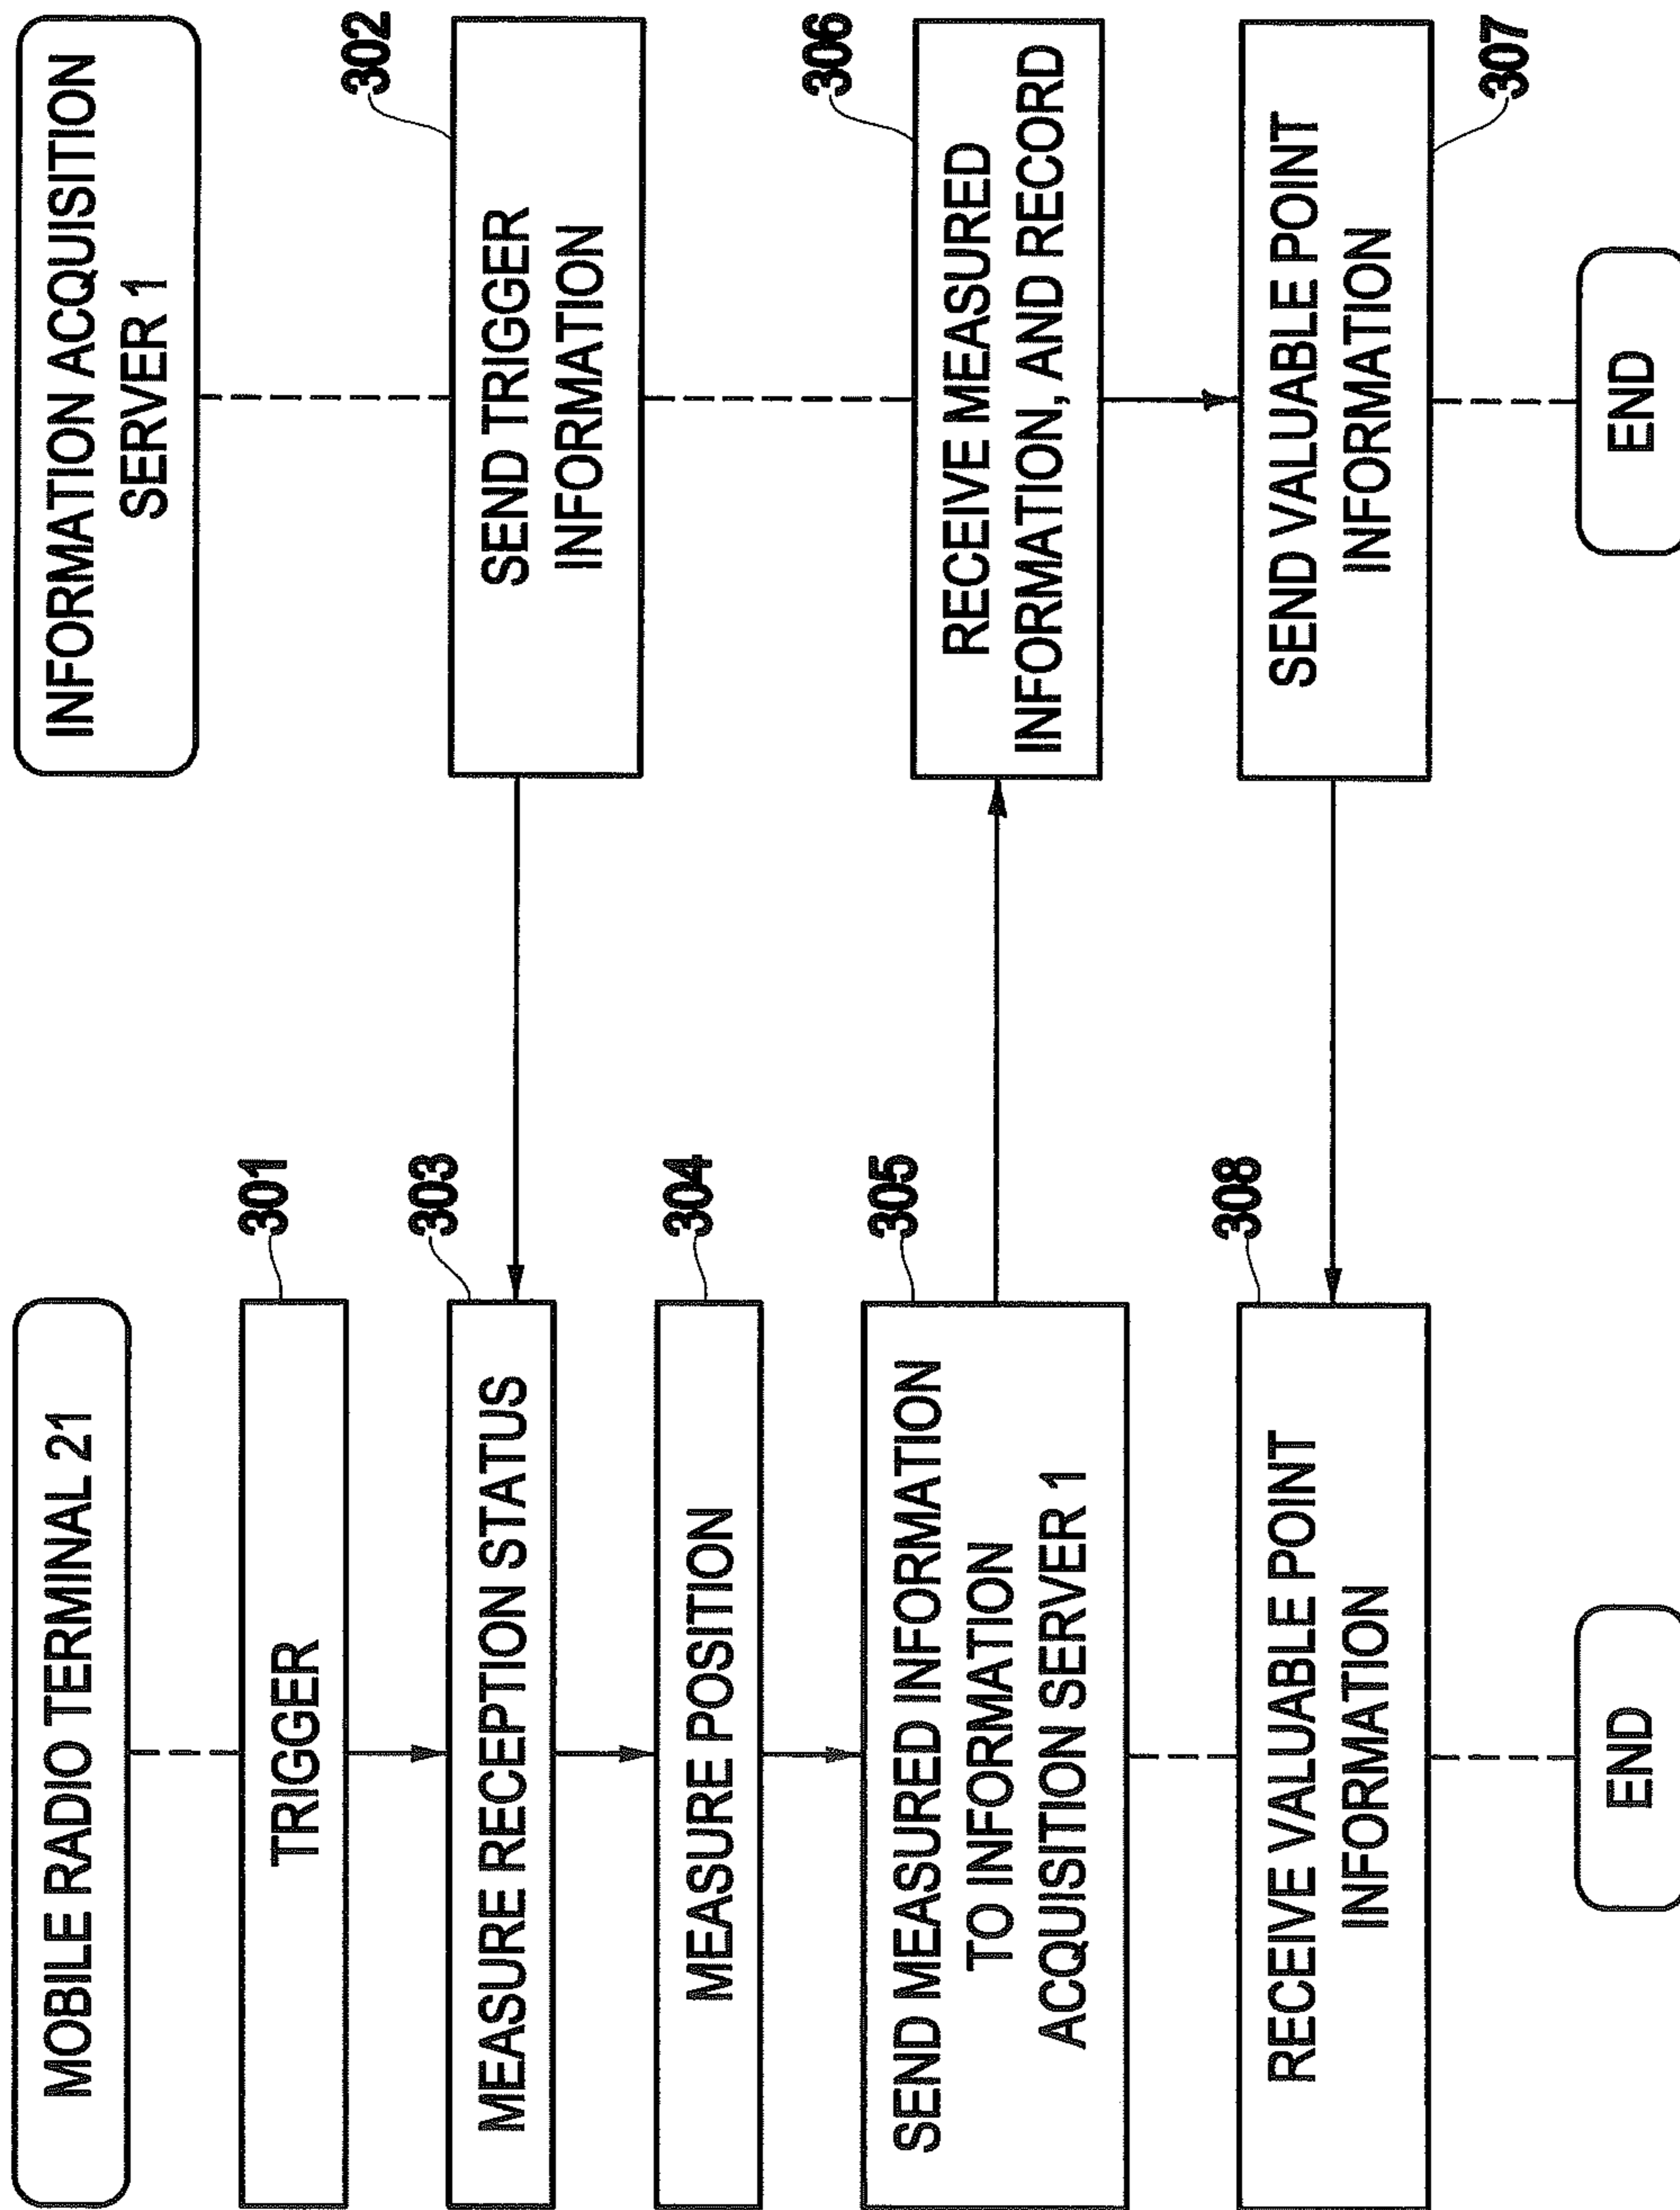 MOBILE RADIO TERMINAL 21
301
TRIGGER
303
MEASURE RECEPTION STATUS
304
MEASURE POSITION
305
SEND MEASURED INFORMATION
TO INFORMATION
ACQUISITION SERVER 1
308
RECEIVE VALUABLE POINT
INFORMATION
END
INFORMATION ACQUISITION
SERVER 1
302
SEND TRIGGER
INFORMATION
306
RECEIVE MEASURED
INFORMATION, AND RECORD
SEND VALUABLE POINT
INFORMATION
307
END